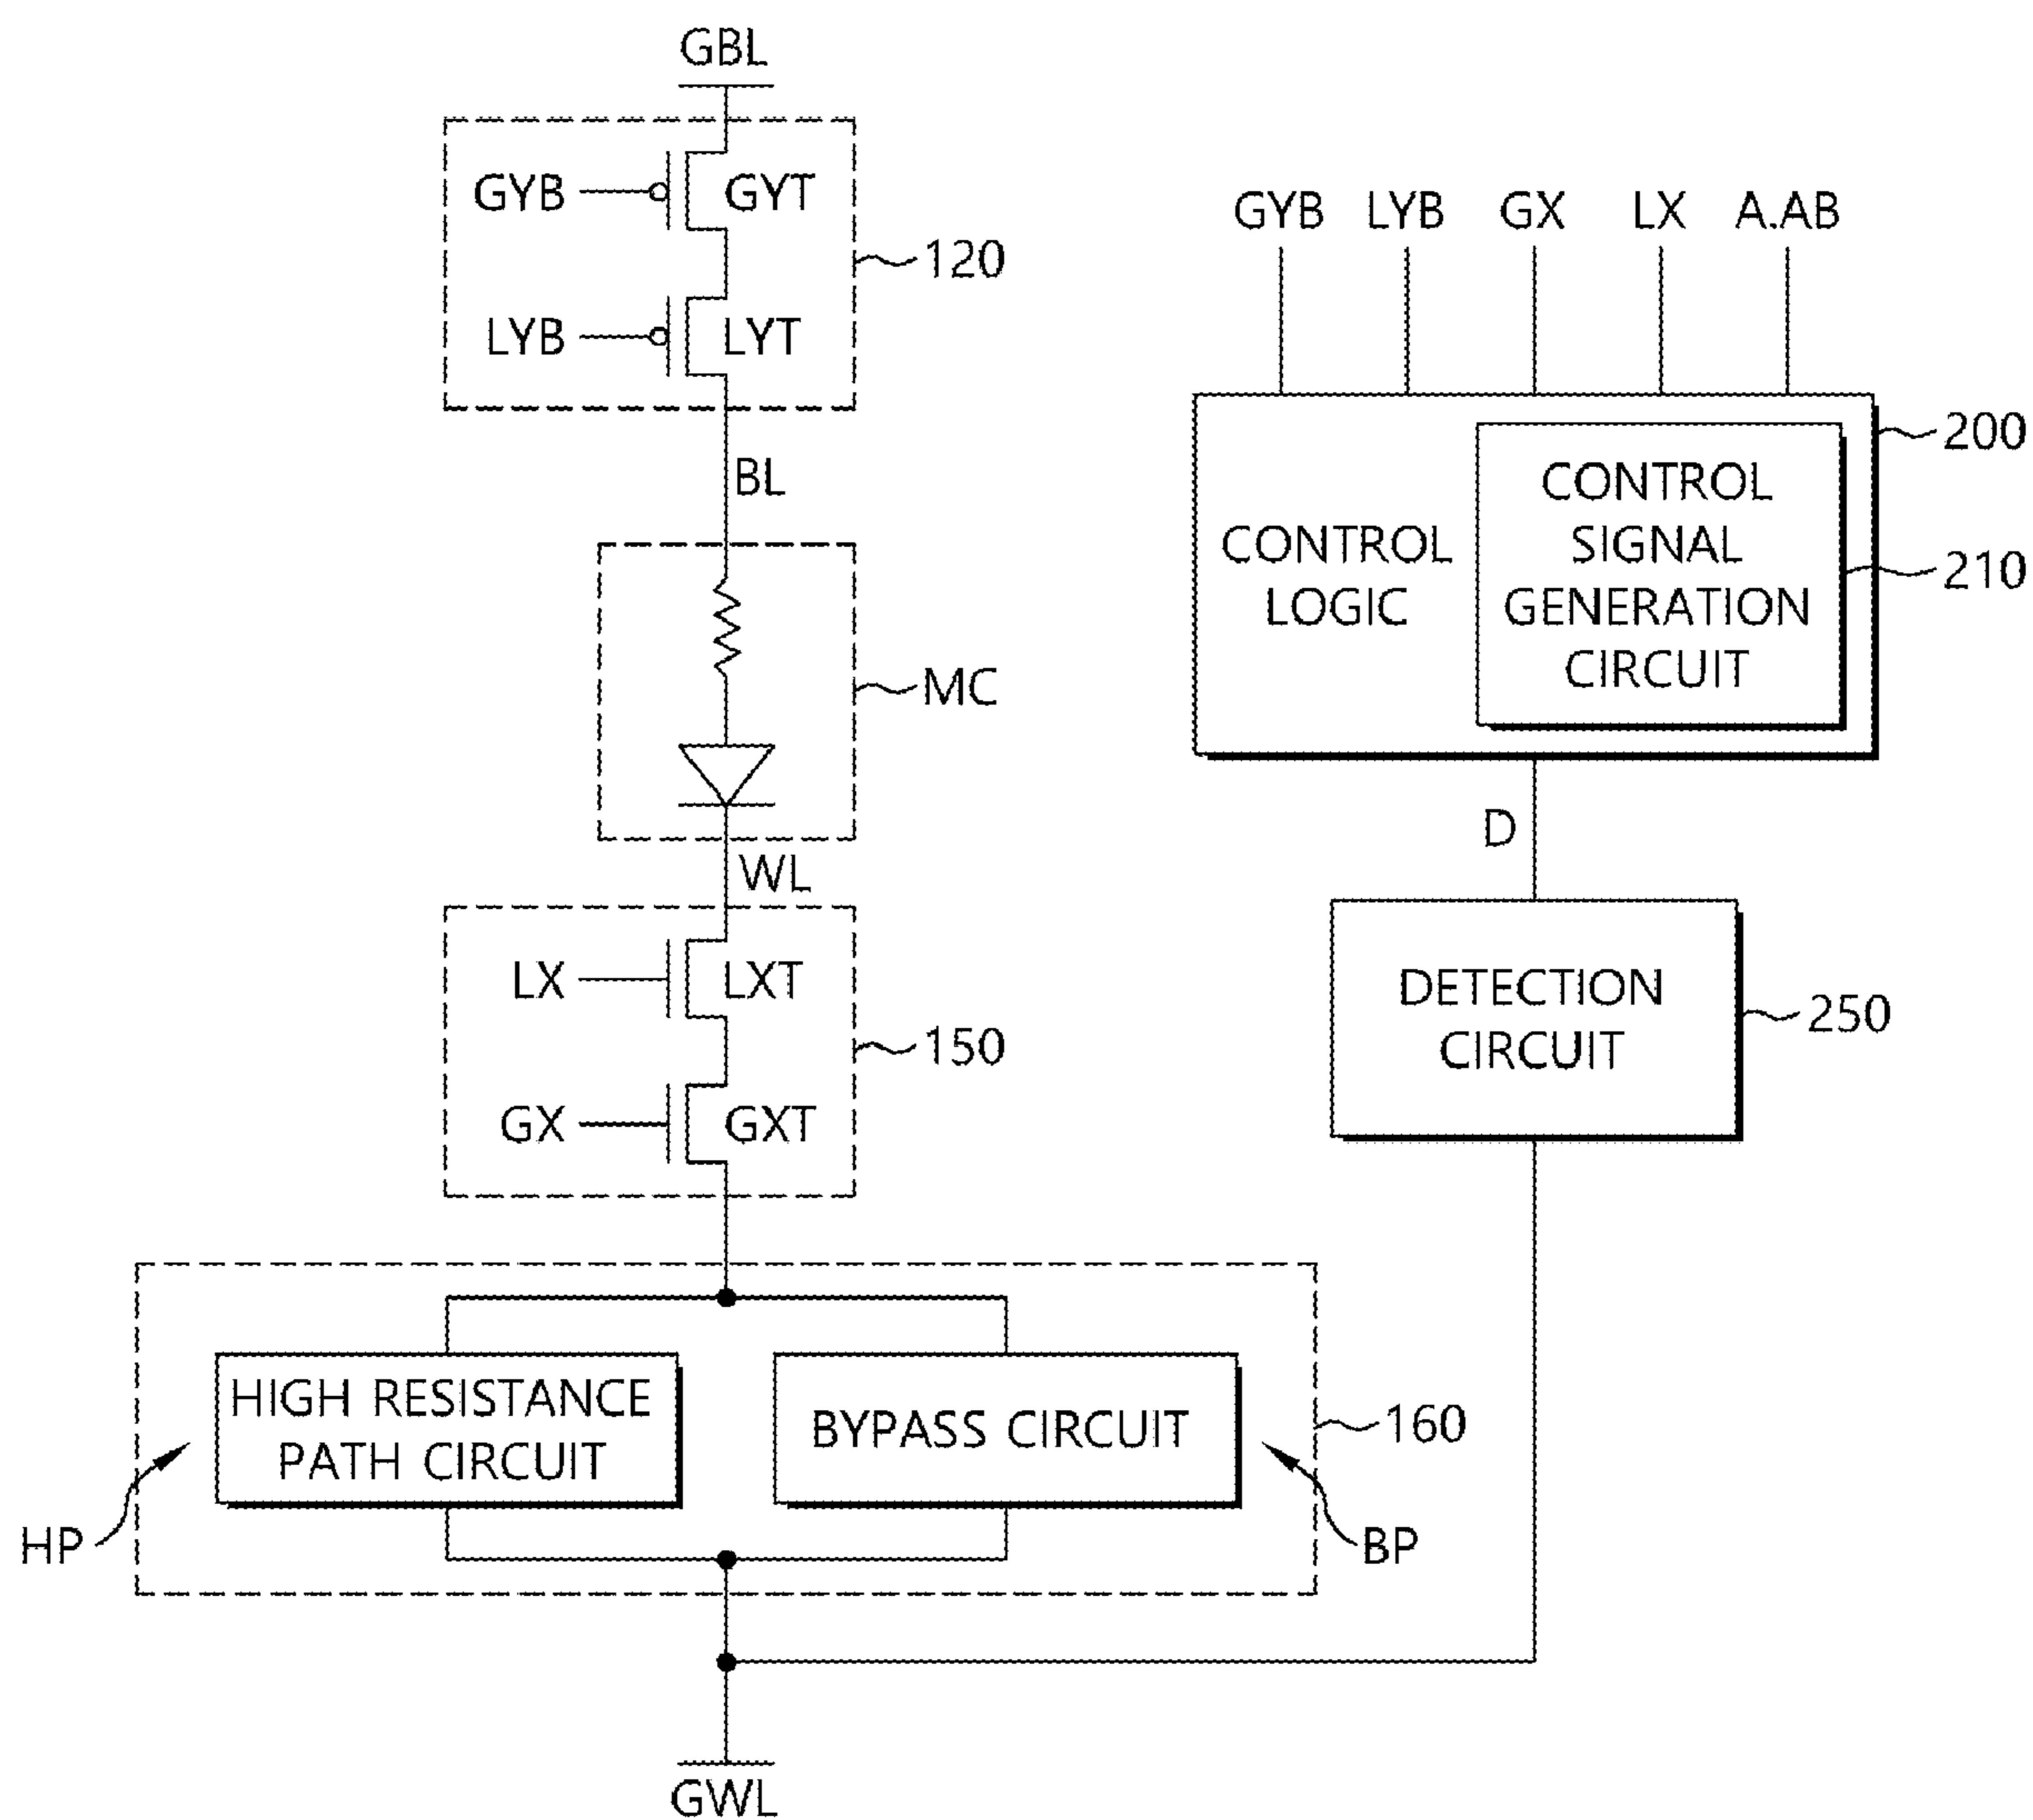 GBL
GYB
GYT
120
LYB
LYT
BL
MC
WL
LX
LXT
150
GX
GXT
HIGH RESISTANCE
PATH CIRCUIT
BYPASS CIRCUIT
160
HP
BP
GWL
GYB LYB GX LX A.AB
200
CONTROL
LOGIC
CONTROL
SIGNAL
GENERATION
CIRCUIT
210
D
DETECTION
CIRCUIT
250